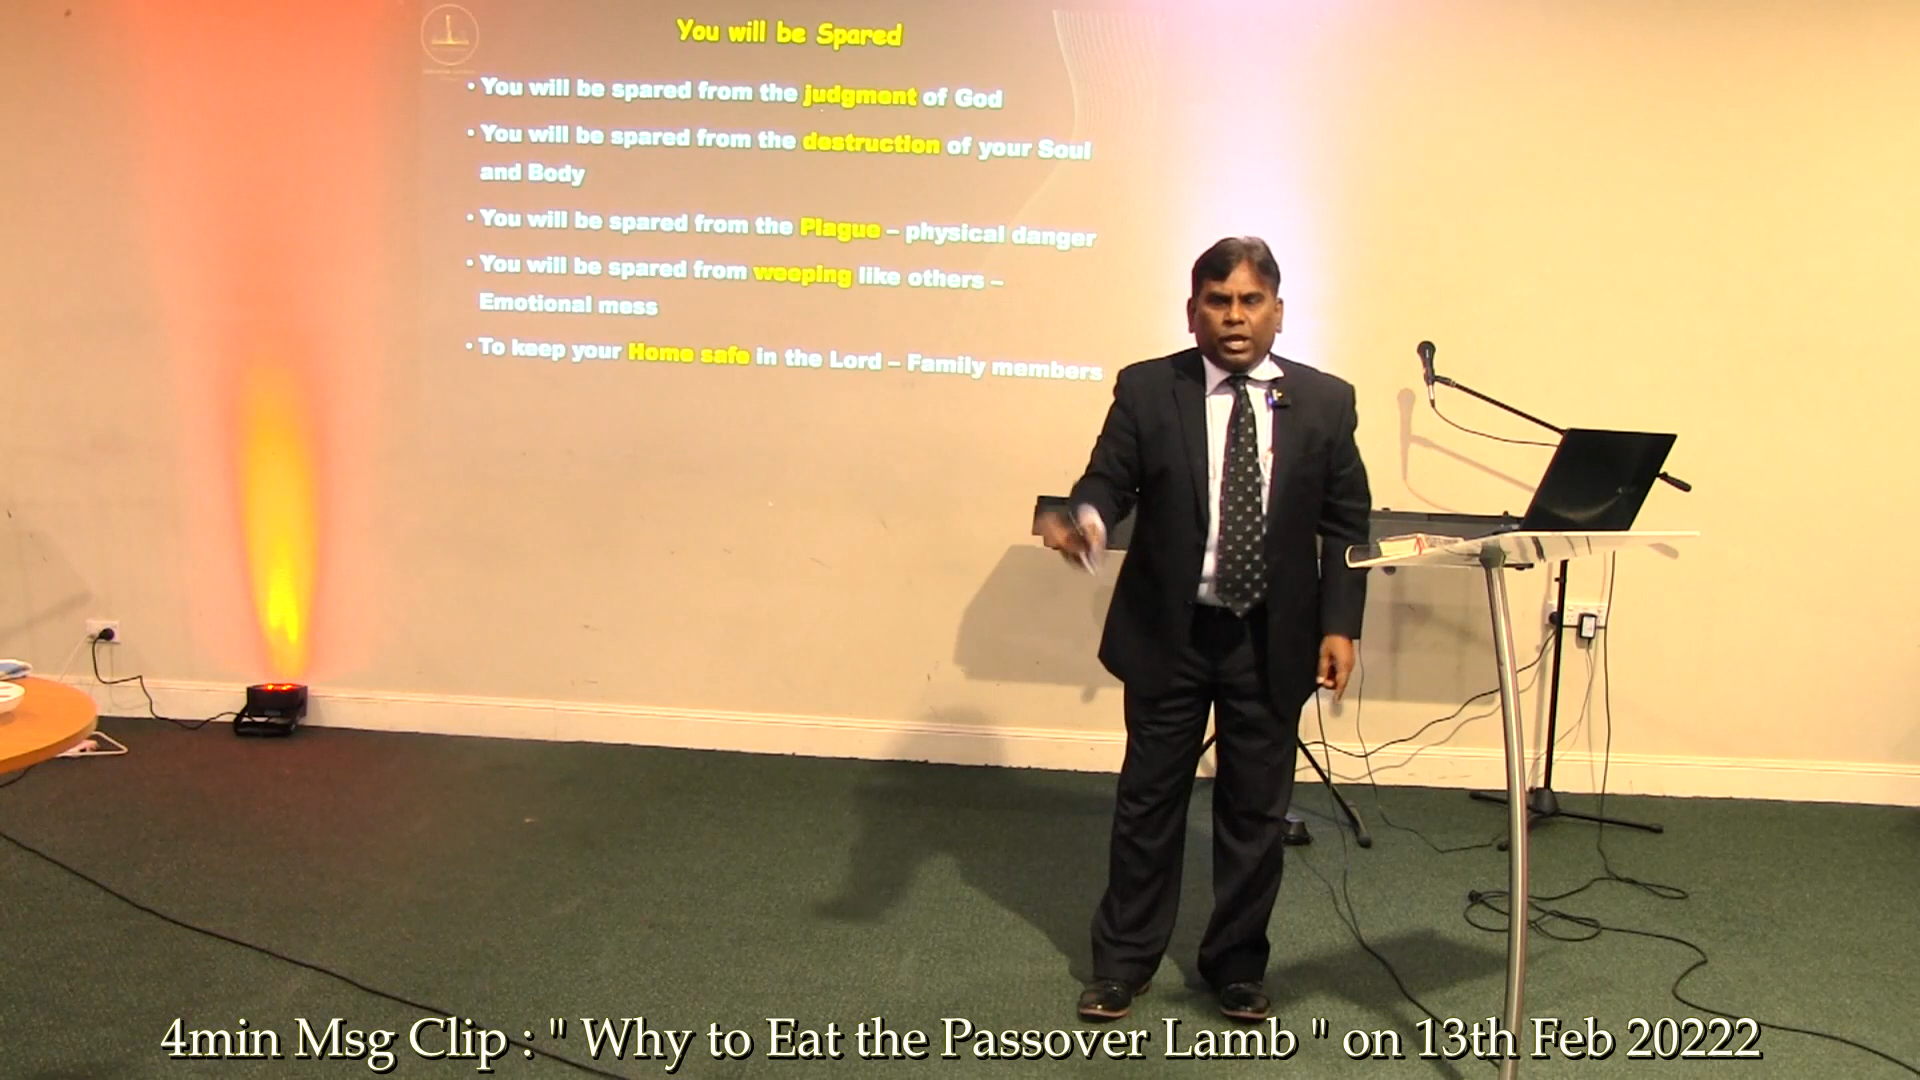 You will be Spared
• You will be spared from the judgment of God
• You will be spared from the destruction of your Soul
and Body
• You will be spared from the Plague – physical danger
• You will be spared from weeping like others –
Emotional mess
• To keep your Home safe in the Lord – Family members
4min Msg Clip : " Why to Eat the Passover Lamb " on 13th Feb 20222